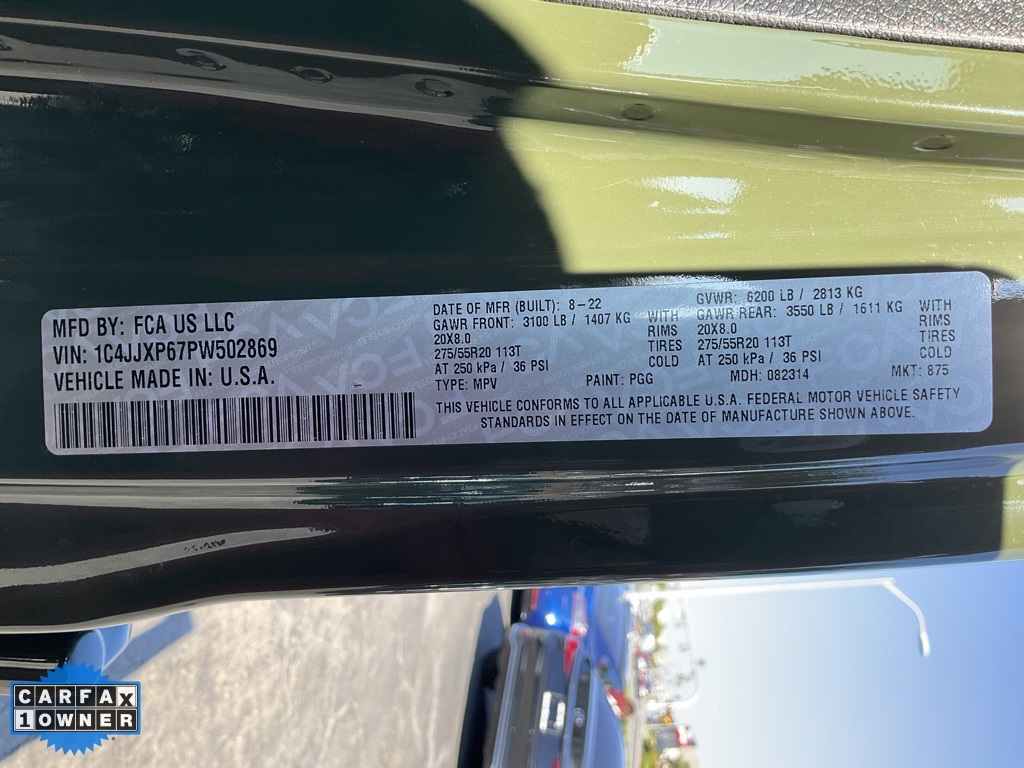 MFD BY: FCA US LLC
VIN: 1C4JJXP67PW502869
VEHICLE MADE IN: U.S.A.
DATE OF MFR (BUILT): 8-22
GAWR FRONT: 3100 LB / 1407 KG WITH
20X8.0 RIMS
275/55R20 113T TIRES
AT 250 kPa / 36 PSI COLD
TYPE: MPV
GVWR: 6200 LB / 2813 KG
GAWR REAR: 3550 LB / 1611 KG WITH
20X8.0 RIMS
275/55R20 113T TIRES
AT 250 kPa / 36 PSI COLD
PAINT: PGG MDH: 082314 MKT: 875
THIS VEHICLE CONFORMS TO ALL APPLICABLE U.S.A. FEDERAL MOTOR VEHICLE SAFETY
STANDARDS IN EFFECT ON THE DATE OF MANUFACTURE SHOWN ABOVE.
CARFAX
1 OWNER